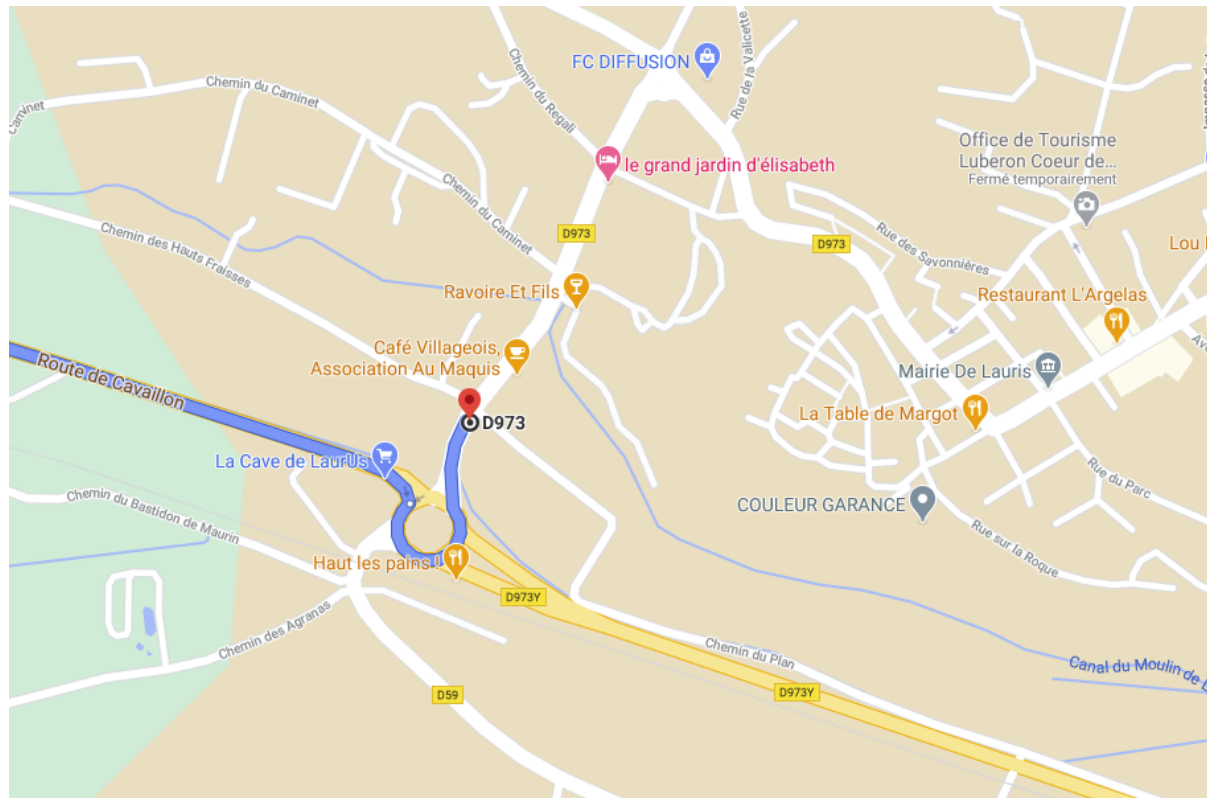 FC DIFFUSION
Rue de la Valicette
Chemin du Caminet
Chemin du Regali
Caminet
Office de Tourisme
Luberon Coeur de...
Fermé temporairement
le grand jardin d'élisabeth
Chemin du Caminet
Chemin des Hauts Fraisses
D973
D973
Rue des Savonnières
Lou
Ravoire Et Fils
Restaurant L'Argelas
Café Villageois,
Association Au Maquis
Route de Cavaillon
Mairie De Lauris
La Table de Margot
D973
La Cave de LaurUs
Rue du Parc
Chemin du Bastidon de Maurin
COULEUR GARANCE
Rue sur la Roque
Haut les pains !
D973Y
Chemin des Agranas
Chemin du Plan
Canal du Moulin de
D59
D973Y